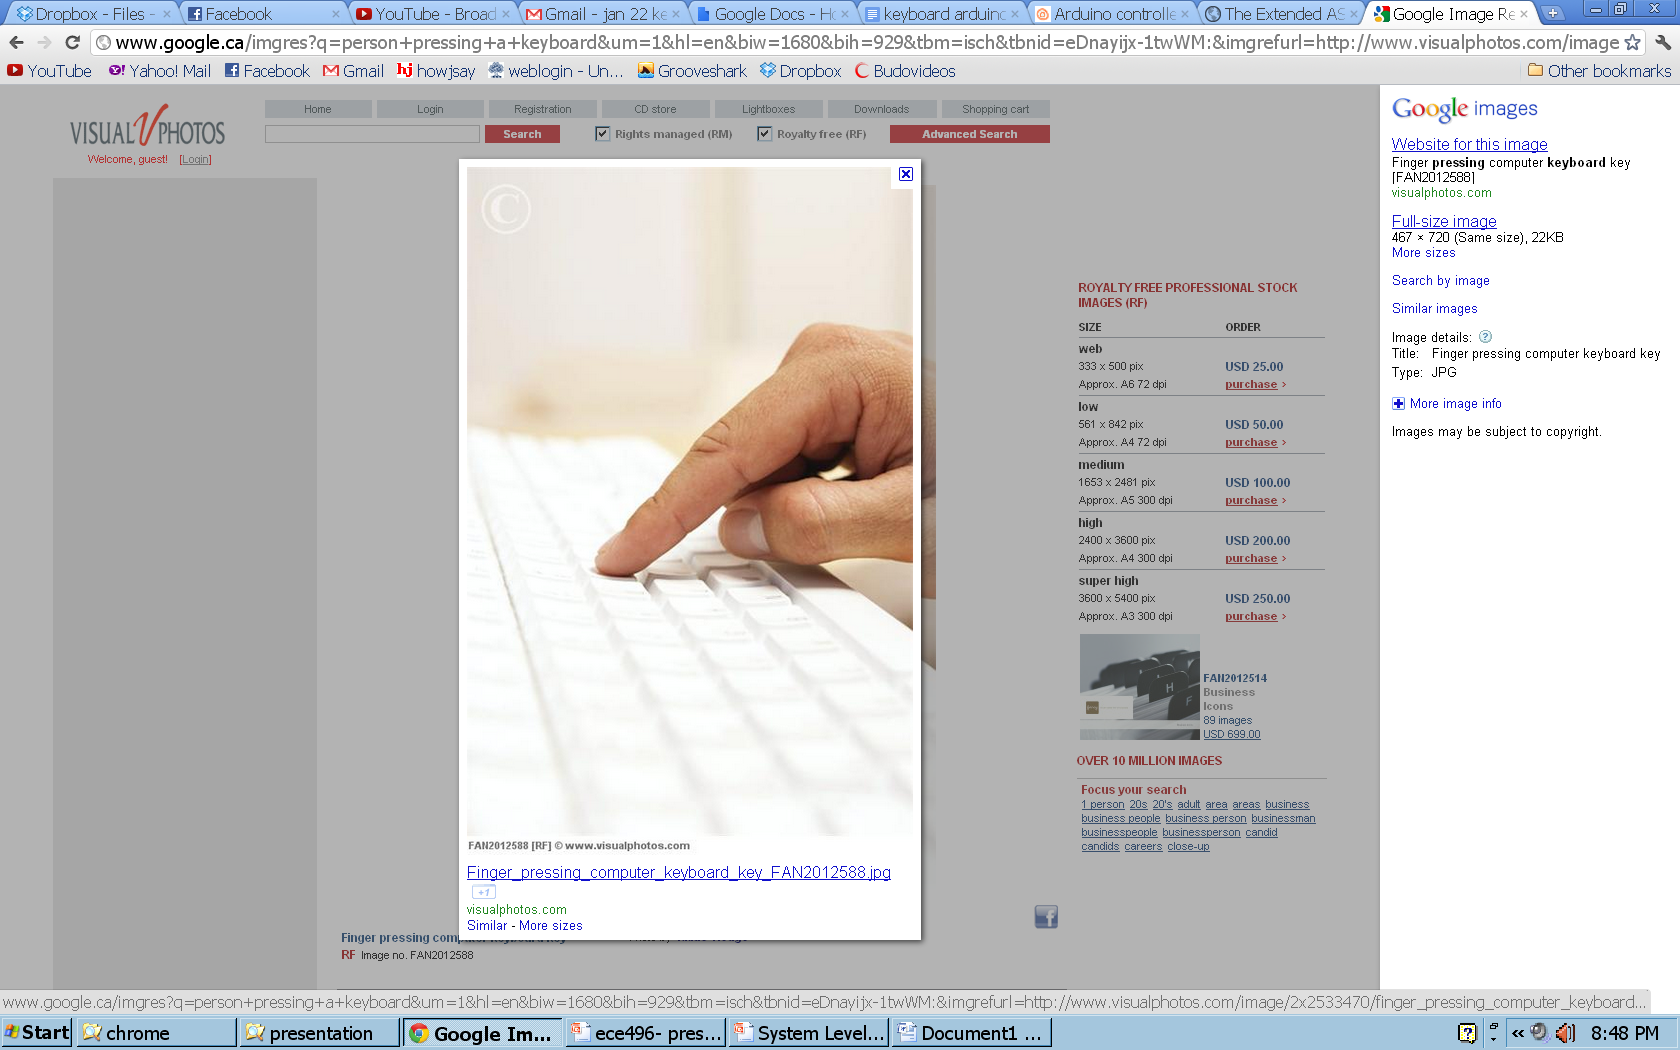 Dropbox - Files -
Facebook
YouTube - Broad
Gmail - jan 22 ke
Google Docs - Ho
keyboard arduino
Arduino controlle
The Extended AS
Google Image Re
www.google.ca/imgres?q=person+pressing+a+keyboard&um=1&hl=en&biw=1680&bih=929&tbm=isch&tbnid=eDnayijx-1twWM:&imgrefurl=http://www.visualphotos.com/image
YouTube
Yahoo! Mail
Facebook
Gmail
howjsay
weblogin - Un...
Grooveshark
Dropbox
Budovideos
Other bookmarks
VISUAL PHOTOS
Welcome, guest! [Login]
Home
Login
Registration
CD store
Lightboxes
Downloads
Shopping cart
Search
Rights managed (RM)
Royalty free (RF)
Advanced Search
©
FAN2012588 [RF] © www.visualphotos.com
Finger_pressing_computer_keyboard_key_FAN2012588.jpg
+1
visualphotos.com
Similar - More sizes
RF Image no. FAN2012588
ROYALTY FREE PROFESSIONAL STOCK
IMAGES (RF)
SIZE ORDER
web
333 x 500 pix USD 25.00
Approx. A6 72 dpi purchase >
low
561 x 842 pix USD 50.00
Approx. A4 72 dpi purchase >
medium
1653 x 2481 pix USD 100.00
Approx. A5 300 dpi purchase >
high
2400 x 3600 pix USD 200.00
Approx. A4 300 dpi purchase >
super high
3600 x 5400 pix USD 250.00
Approx. A3 300 dpi purchase >
H
F
FAN2012514
Business
Icons
89 images
USD 699.00
OVER 10 MILLION IMAGES
Focus your search
1 person 20s 20's adult area areas business
business people business person businessman
businesspeople businessperson candid
candids careers close-up
Google images
Website for this image
Finger pressing computer keyboard key
[FAN2012588]
visualphotos.com
Full-size image
467 × 720 (Same size), 22KB
More sizes
Search by image
Similar images
Image details:
Title: Finger pressing computer keyboard key
Type: JPG
More image info
Images may be subject to copyright.
www.google.ca/imgres?q=person+pressing+a+keyboard&um=1&hl=en&biw=1680&bih=929&tbm=isch&tbnid=eDnayijx-1twWM:&imgrefurl=http://www.visualphotos.com/image/2x2533470/finger_pressing_computer_keyboard...
Start
chrome
presentation
Google Im...
ece496- pres...
System Level...
Document1 ...
8:48 PM